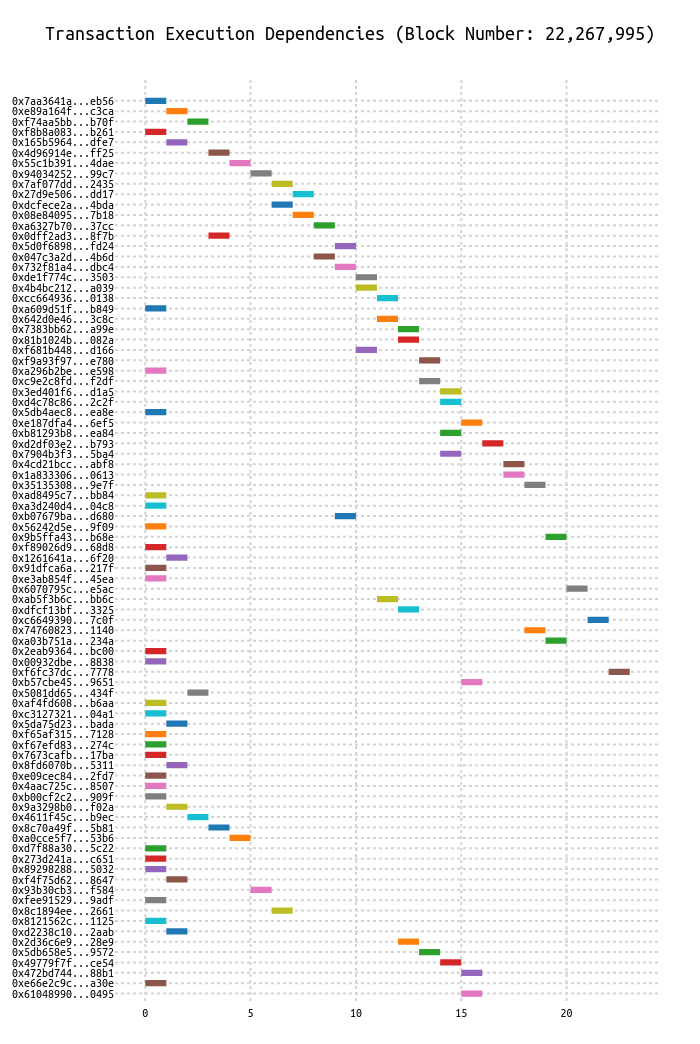 Transaction Execution Dependencies (Block Number: 22,267,995)
0x7aa3641a...eb56
0xe89a164f...c3ca
0xf74aa5bb...b70f
0xf8b8a083...b261
0x165b5964...dfe7
0x4d96914e...ff25
0x55c1b391...4dae
0x94034252...99c7
0x7af077dd...2435
0x27d9e506...dd17
0xdcfece2a...4bda
0x08e84095...7b18
0xa6327b70...37cc
0x0dff2ad3...8f7b
0x5d0f6898...fd24
0x047c3a2d...4b6d
0x732f81a4...dbc4
0xde1f774c...3503
0x4b4bc212...a039
0xcc664936...0138
0xa609d51f...b849
0x642d0e46...3c8c
0x7383bb62...a99e
0x81b1024b...082a
0xf681b448...d166
0xf9a93f97...e780
0xa296b2be...e598
0xc9e2c8fd...f2df
0x3ed401f6...d1a5
0xd4c78c86...2c2f
0x5db4aec8...ea8e
0xe187dfa4...6ef5
0xb81293b8...ea84
0xd2df03e2...b793
0x7904b3f3...5ba4
0x4cd21bcc...abf8
0x1a833306...0613
0x35135308...9e7f
0xad8495c7...bb84
0xa3d240d4...04c8
0xb07679ba...d680
0x56242d5e...9f09
0x9b5ffa43...b68e
0xf89026d9...68d8
0x1261641a...6f20
0x91dfca6a...217f
0xe3ab854f...45ea
0x6070795c...e5ac
0xab5f3b6c...bb6c
0xdfcf13bf...3325
0xc6649390...7c0f
0x74760823...1140
0xa03b751a...234a
0x2eab9364...bc00
0x00932dbe...8838
0xf6fc37dc...7778
0xb57cbe45...9651
0x5081dd65...434f
0xaf4fd608...b6aa
0xc3127321...04a1
0x5da75d23...bada
0xf65af315...7128
0xf67efd83...274c
0x7673cafb...17ba
0x8fd6070b...5311
0xe09cec84...2fd7
0x4aac725c...8507
0xb00cf2c2...909f
0x9a3298b0...f02a
0x4611f45c...b9ec
0x8c70a49f...5b81
0xa0cce5f7...53b6
0xd7f88a30...5c22
0x273d241a...c651
0x89298288...5032
0xf4f75d62...8647
0x93b30cb3...f584
0xfee91529...9adf
0x8c1894ee...2661
0x8121562c...1125
0xd2238c10...2aab
0x2d36c6e9...28e9
0x5db658e5...9572
0x49779f7f...ce54
0x472bd744...88b1
0xe66e2c9c...a30e
0x61048990...0495
0 5 10 15 20